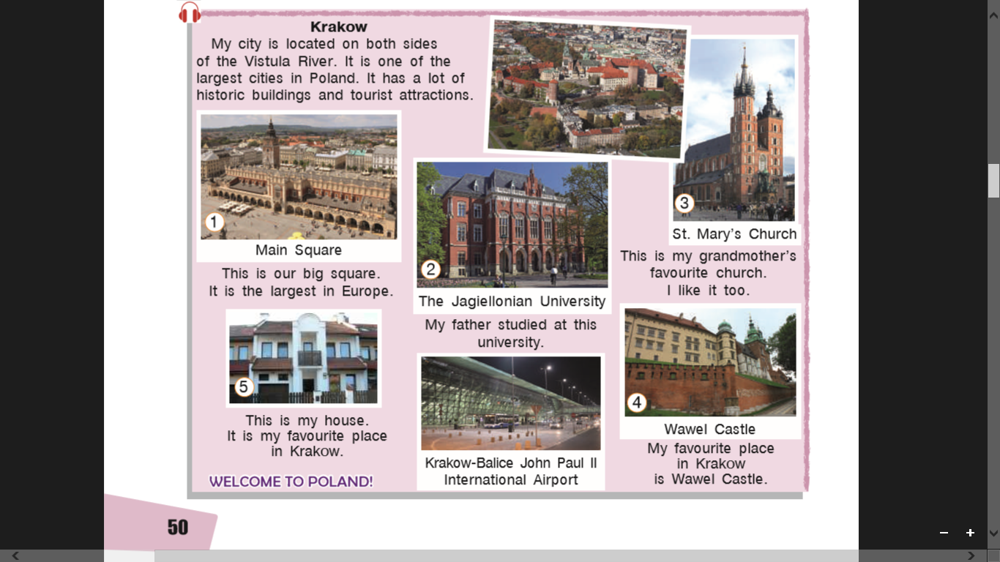 Krakow
My city is located on both sides
of the Vistula River. It is one of the
largest cities in Poland. It has a lot of
historic buildings and tourist attractions.
1
Main Square
This is our big square.
It is the largest in Europe.
2
The Jagiellonian University
My father studied at this
university.
3
St. Mary's Church
This is my grandmother's
favourite church.
I like it too.
4
Wawel Castle
My favourite place
in Krakow
is Wawel Castle.
5
This is my house.
It is my favourite place
in Krakow.
Krakow-Balice John Paul II
International Airport
WELCOME TO POLAND!
50